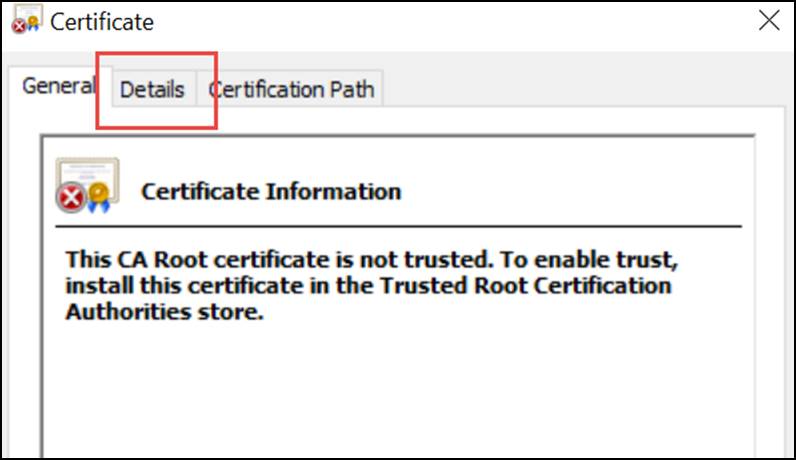 Certificate
General Details Certification Path
Certificate Information
This CA Root certificate is not trusted. To enable trust,
install this certificate in the Trusted Root Certification
Authorities store.